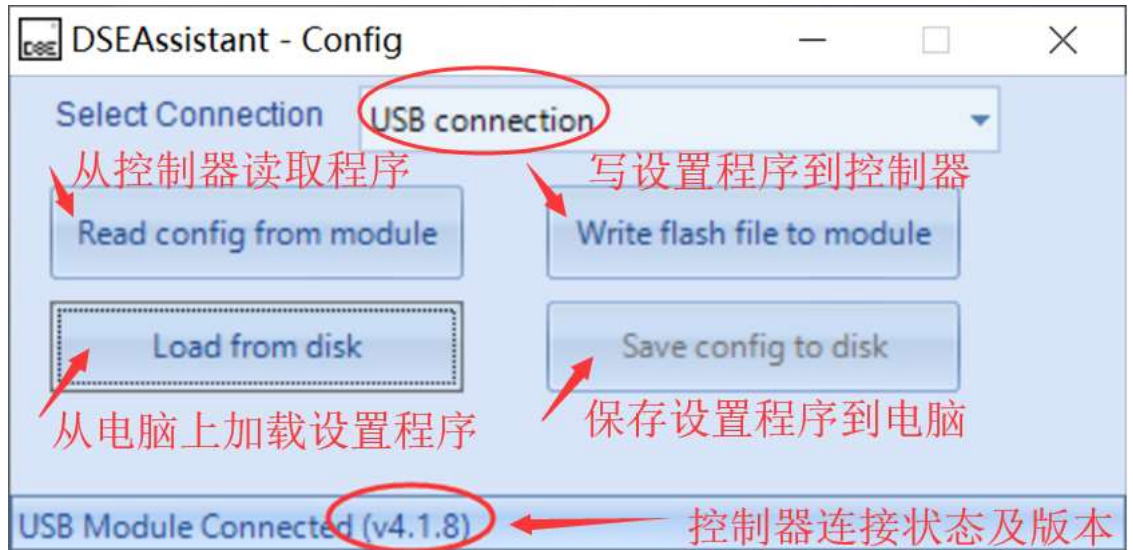 DSE DSEAssistant - Config
Select Connection USB connection
从控制器读取程序 写设置程序到控制器
Read config from module Write flash file to module
Load from disk Save config to disk
从电脑上加载设置程序 保存设置程序到电脑
USB Module Connected (v4.1.8) 控制器连接状态及版本